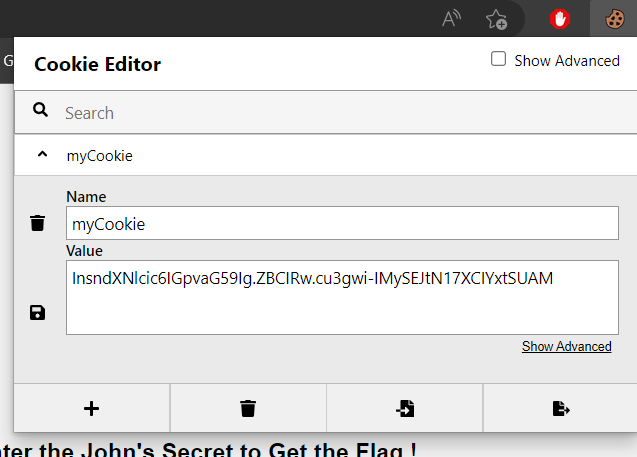 G
Cookie Editor
Show Advanced
Search
myCookie
Name
myCookie
Value
InsndXNlcic6IGpvaG59Ig.ZBCIRw.cu3gwi-IMySEJtN17XCIYxtSUAM
Show Advanced
nter the John's Secret to Get the Flag !